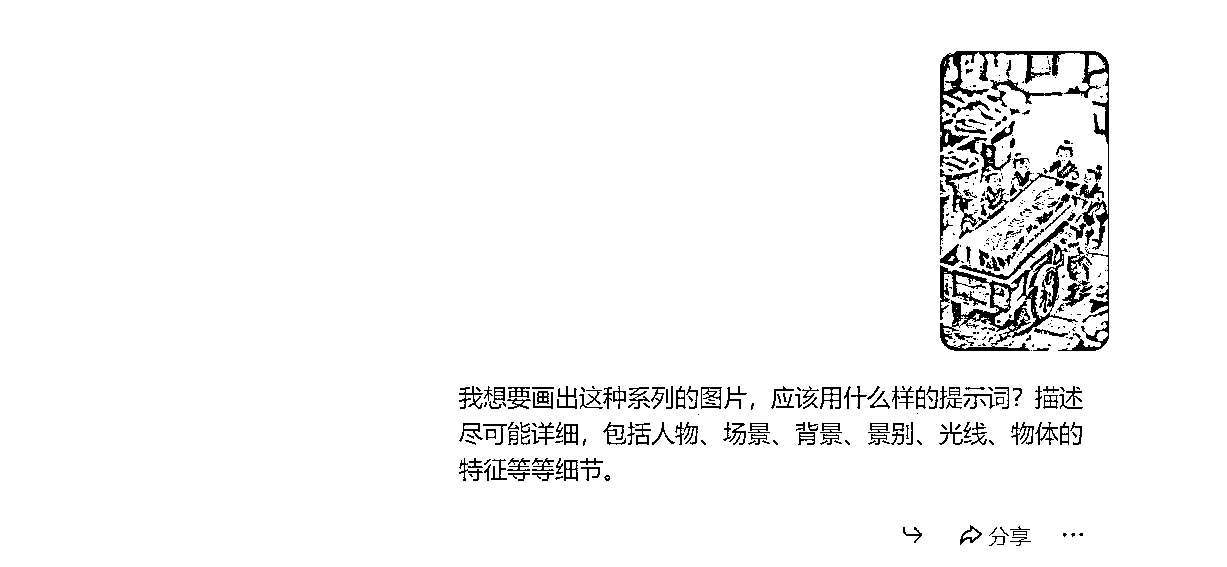 我想要画出这种系列的图片，应该用什么样的提示词？描述
尽可能详细，包括人物、场景、背景、景别、光线、物体的
特征等等细节。
分享